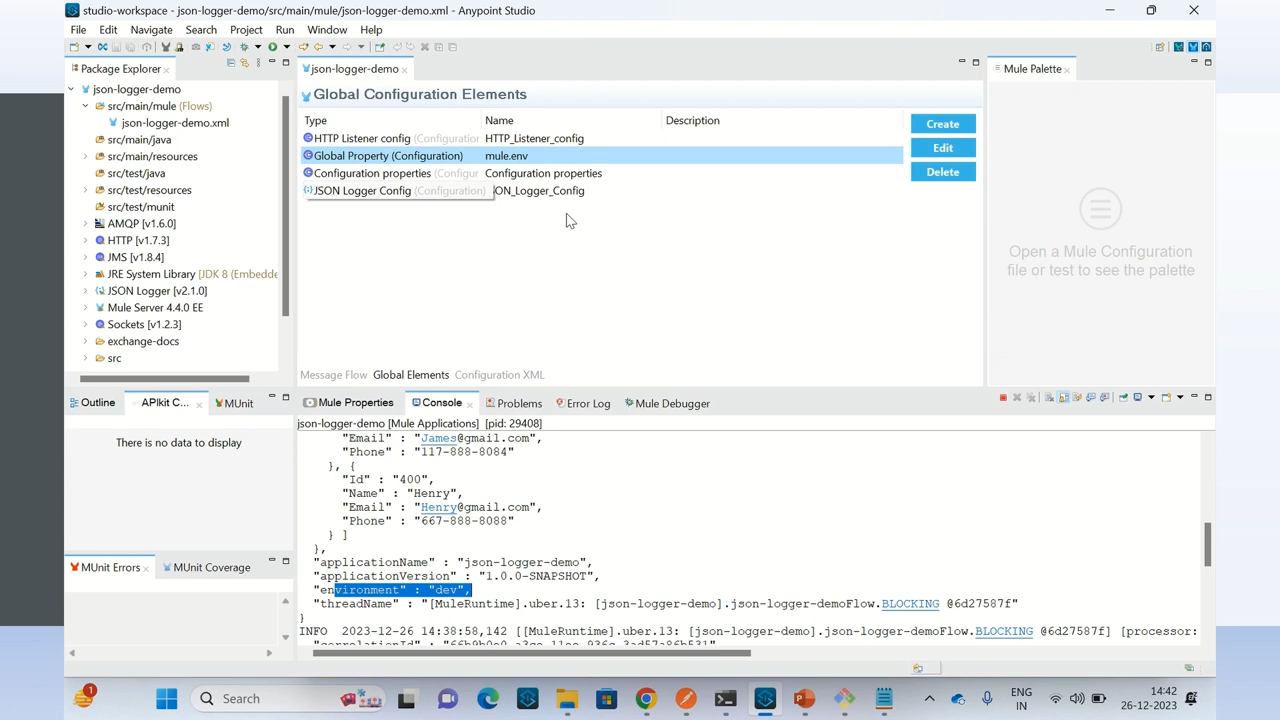 studio-workspace - json-logger-demo/src/main/mule/json-logger-demo.xml - Anypoint Studio
File Edit Navigate Search Project Run Window Help
Package Explorer
json-logger-demo
src/main/mule (Flows)
json-logger-demo.xml
src/main/java
src/main/resources
src/test/java
src/test/resources
src/test/munit
AMQP [v1.6.0]
HTTP [v1.7.3]
JMS [v1.8.4]
JRE System Library [JDK 8 (Embedde
JSON Logger [v2.1.0]
Mule Server 4.4.0 EE
Sockets [v1.2.3]
exchange-docs
src
json-logger-demo
Global Configuration Elements
Type Name Description
HTTP Listener config (Configuration HTTP_Listener_config
Global Property (Configuration) mule.env
Configuration properties (Configur Configuration properties
JSON Logger Config (Configuration) ON_Logger_Config
Create
Edit
Delete
Message Flow Global Elements Configuration XML
Mule Palette
Open a Mule Configuration
file or test to see the palette
Outline APIkit C... MUnit
There is no data to display
MUnit Errors MUnit Coverage
Mule Properties Console Problems Error Log Mule Debugger
json-logger-demo [Mule Applications] [pid: 29408]
"Email" : "James@gmail.com",
"Phone" : "117-888-8084"
}, {
"Id" : "400",
"Name" : "Henry",
"Email" : "Henry@gmail.com",
"Phone" : "667-888-8088"
} ]
},
"applicationName" : "json-logger-demo",
"applicationVersion" : "1.0.0-SNAPSHOT",
"environment" : "dev",
"threadName" : "[MuleRuntime].uber.13: [json-logger-demo].json-logger-demoFlow.BLOCKING @6d27587f"
}
INFO 2023-12-26 14:38:58,142 [[MuleRuntime].uber.13: [json-logger-demo].json-logger-demoFlow.BLOCKING @6d27587f] [processor:
1
Search
ENG
IN
14:42
26-12-2023